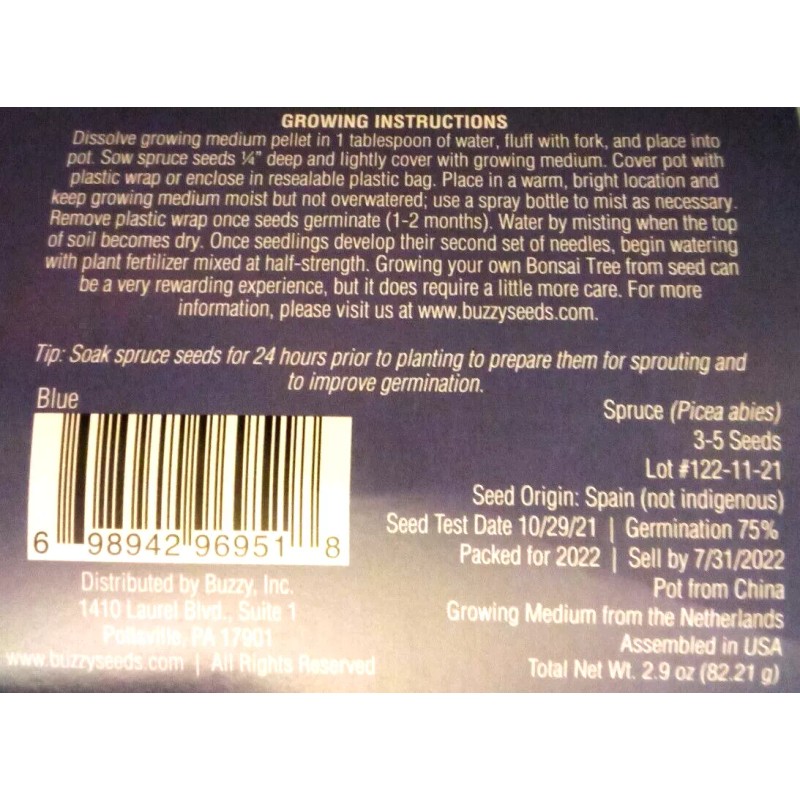 GROWING INSTRUCTIONS
Dissolve growing medium pellet in 1 tablespoon of water, fluff with fork, and place into
pot. Sow spruce seeds ¼" deep and lightly cover with growing medium. Cover pot with
plastic wrap or enclose in resealable plastic bag. Place in a warm, bright location and
keep growing medium moist but not overwatered; use a spray bottle to mist as necessary.
Remove plastic wrap once seeds germinate (1-2 months). Water by misting when the top
of soil becomes dry. Once seedlings develop their second set of needles, begin watering
with plant fertilizer mixed at half-strength. Growing your own Bonsai Tree from seed can
be a very rewarding experience, but it does require a little more care. For more
information, please visit us at www.buzzyseeds.com.
Tip: Soak spruce seeds for 24 hours prior to planting to prepare them for sprouting and
to improve germination.
Blue
6 98942 96951 8
Distributed by Buzzy, Inc.
1410 Laurel Blvd., Suite 1
Pottsville, PA 17901
www.buzzyseeds.com | All Rights Reserved
Spruce (Picea abies)
3-5 Seeds
Lot #122-11-21
Seed Origin: Spain (not indigenous)
Seed Test Date 10/29/21 | Germination 75%
Packed for 2022 | Sell by 7/31/2022
Pot from China
Growing Medium from the Netherlands
Assembled in USA
Total Net Wt. 2.9 oz (82.21 g)